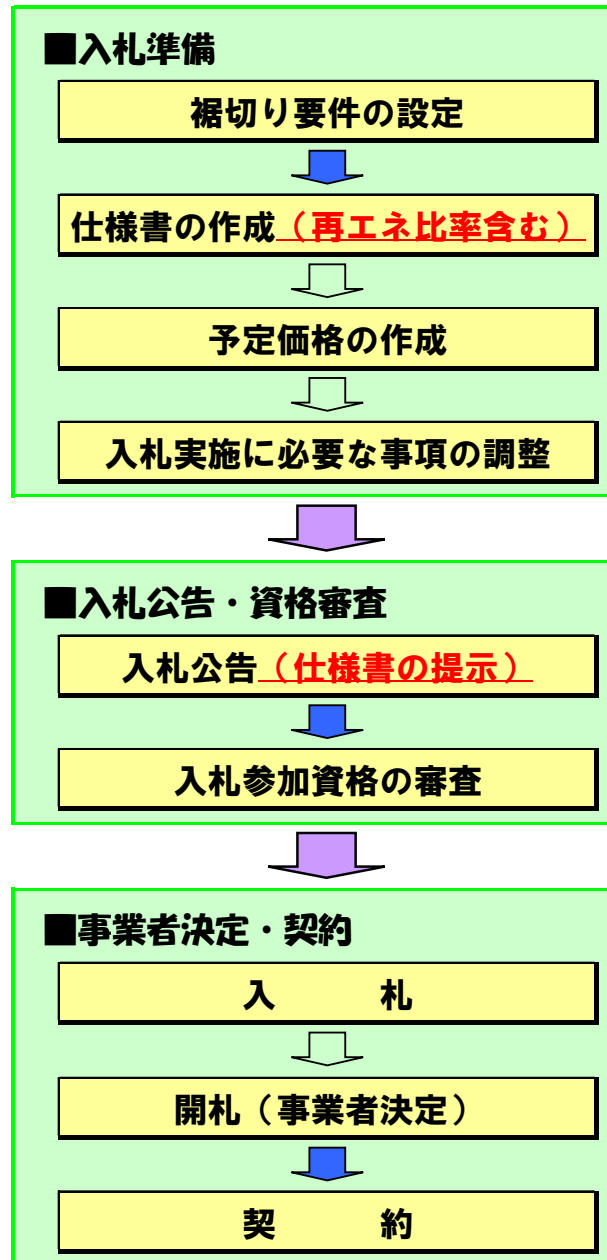 ■入札準備
裾切り要件の設定
仕様書の作成（再エネ比率含む）
予定価格の作成
入札実施に必要な事項の調整
■入札公告・資格審査
入札公告（仕様書の提示）
入札参加資格の審査
■事業者決定・契約
入　　　札
開札（事業者決定）
契　　　約